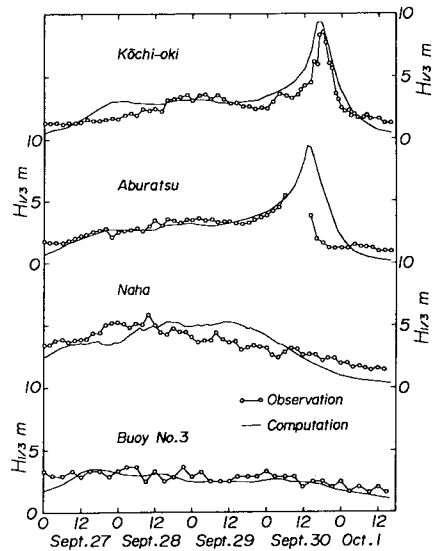 10
Kōchi-oki
5
H1/3 m
10
0
Aburatsu
5
H1/3 m
0
10
Naha
5
H1/3 m
10
0
Observation
Computation
Buoy No.3
5
H1/3 m
0
0 12 0 12 0 12 0 12 0 12
Sept.27 Sept.28 Sept.29 Sept.30 Oct.1